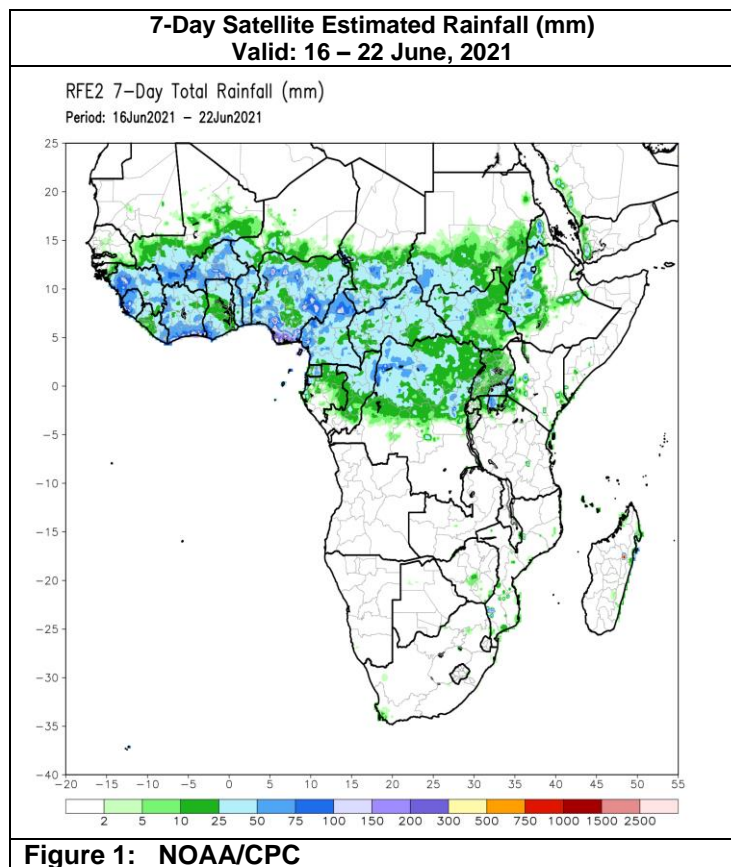 7-Day Satellite Estimated Rainfall (mm)
Valid: 16 – 22 June, 2021
RFE2 7-Day Total Rainfall (mm)
Period: 16Jun2021 – 22Jun2021
25
20
15
10
5
0
−5
−10
−15
−20
−25
−30
−35
−40
−20 −15 −10 −5 0 5 10 15 20 25 30 35 40 45 50 55
2 5 10 25 50 75 100 150 200 300 500 750 1000 1500 2500
Figure 1: NOAA/CPC